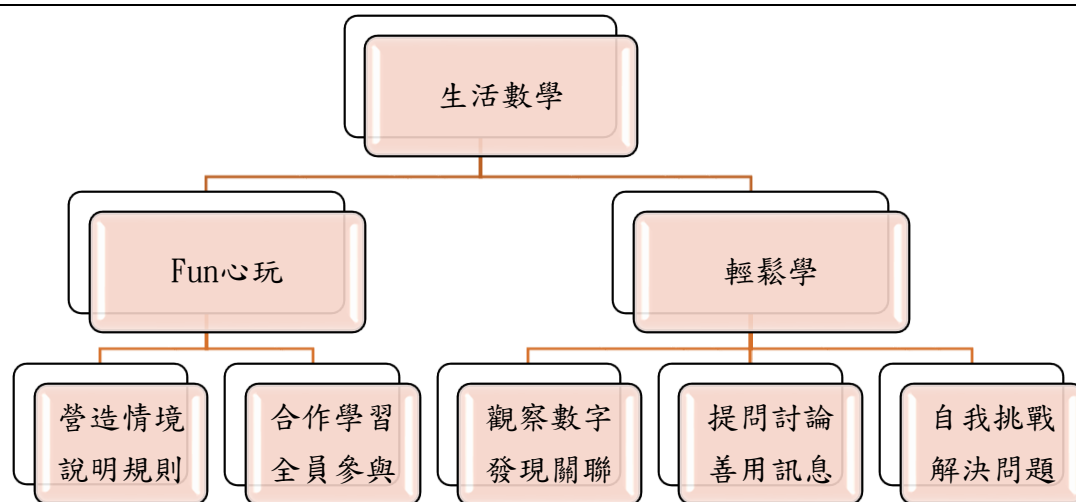 生活數學
Fun心玩
輕鬆學
營造情境
說明規則
合作學習
全員參與
觀察數字
發現關聯
提問討論
善用訊息
自我挑戰
解決問題